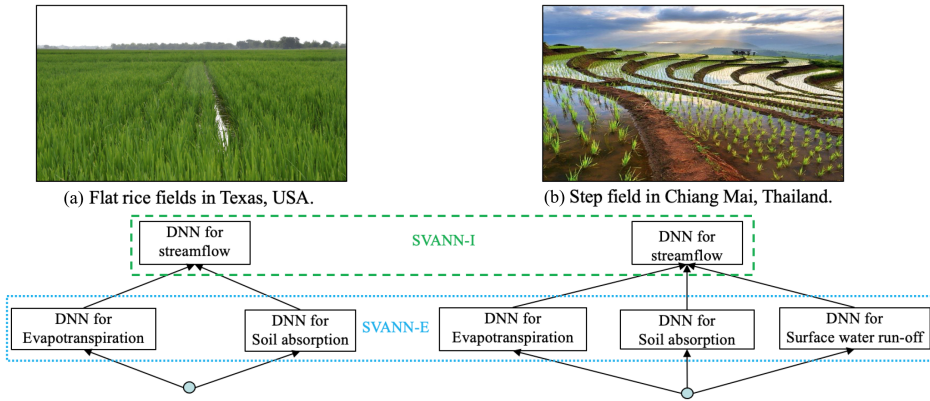 (a) Flat rice fields in Texas, USA.
(b) Step field in Chiang Mai, Thailand.
DNN for
streamflow
SVANN-I
DNN for
streamflow
DNN for
Evapotranspiration
DNN for
Soil absorption
SVANN-E
DNN for
Evapotranspiration
DNN for
Soil absorption
DNN for
Surface water run-off